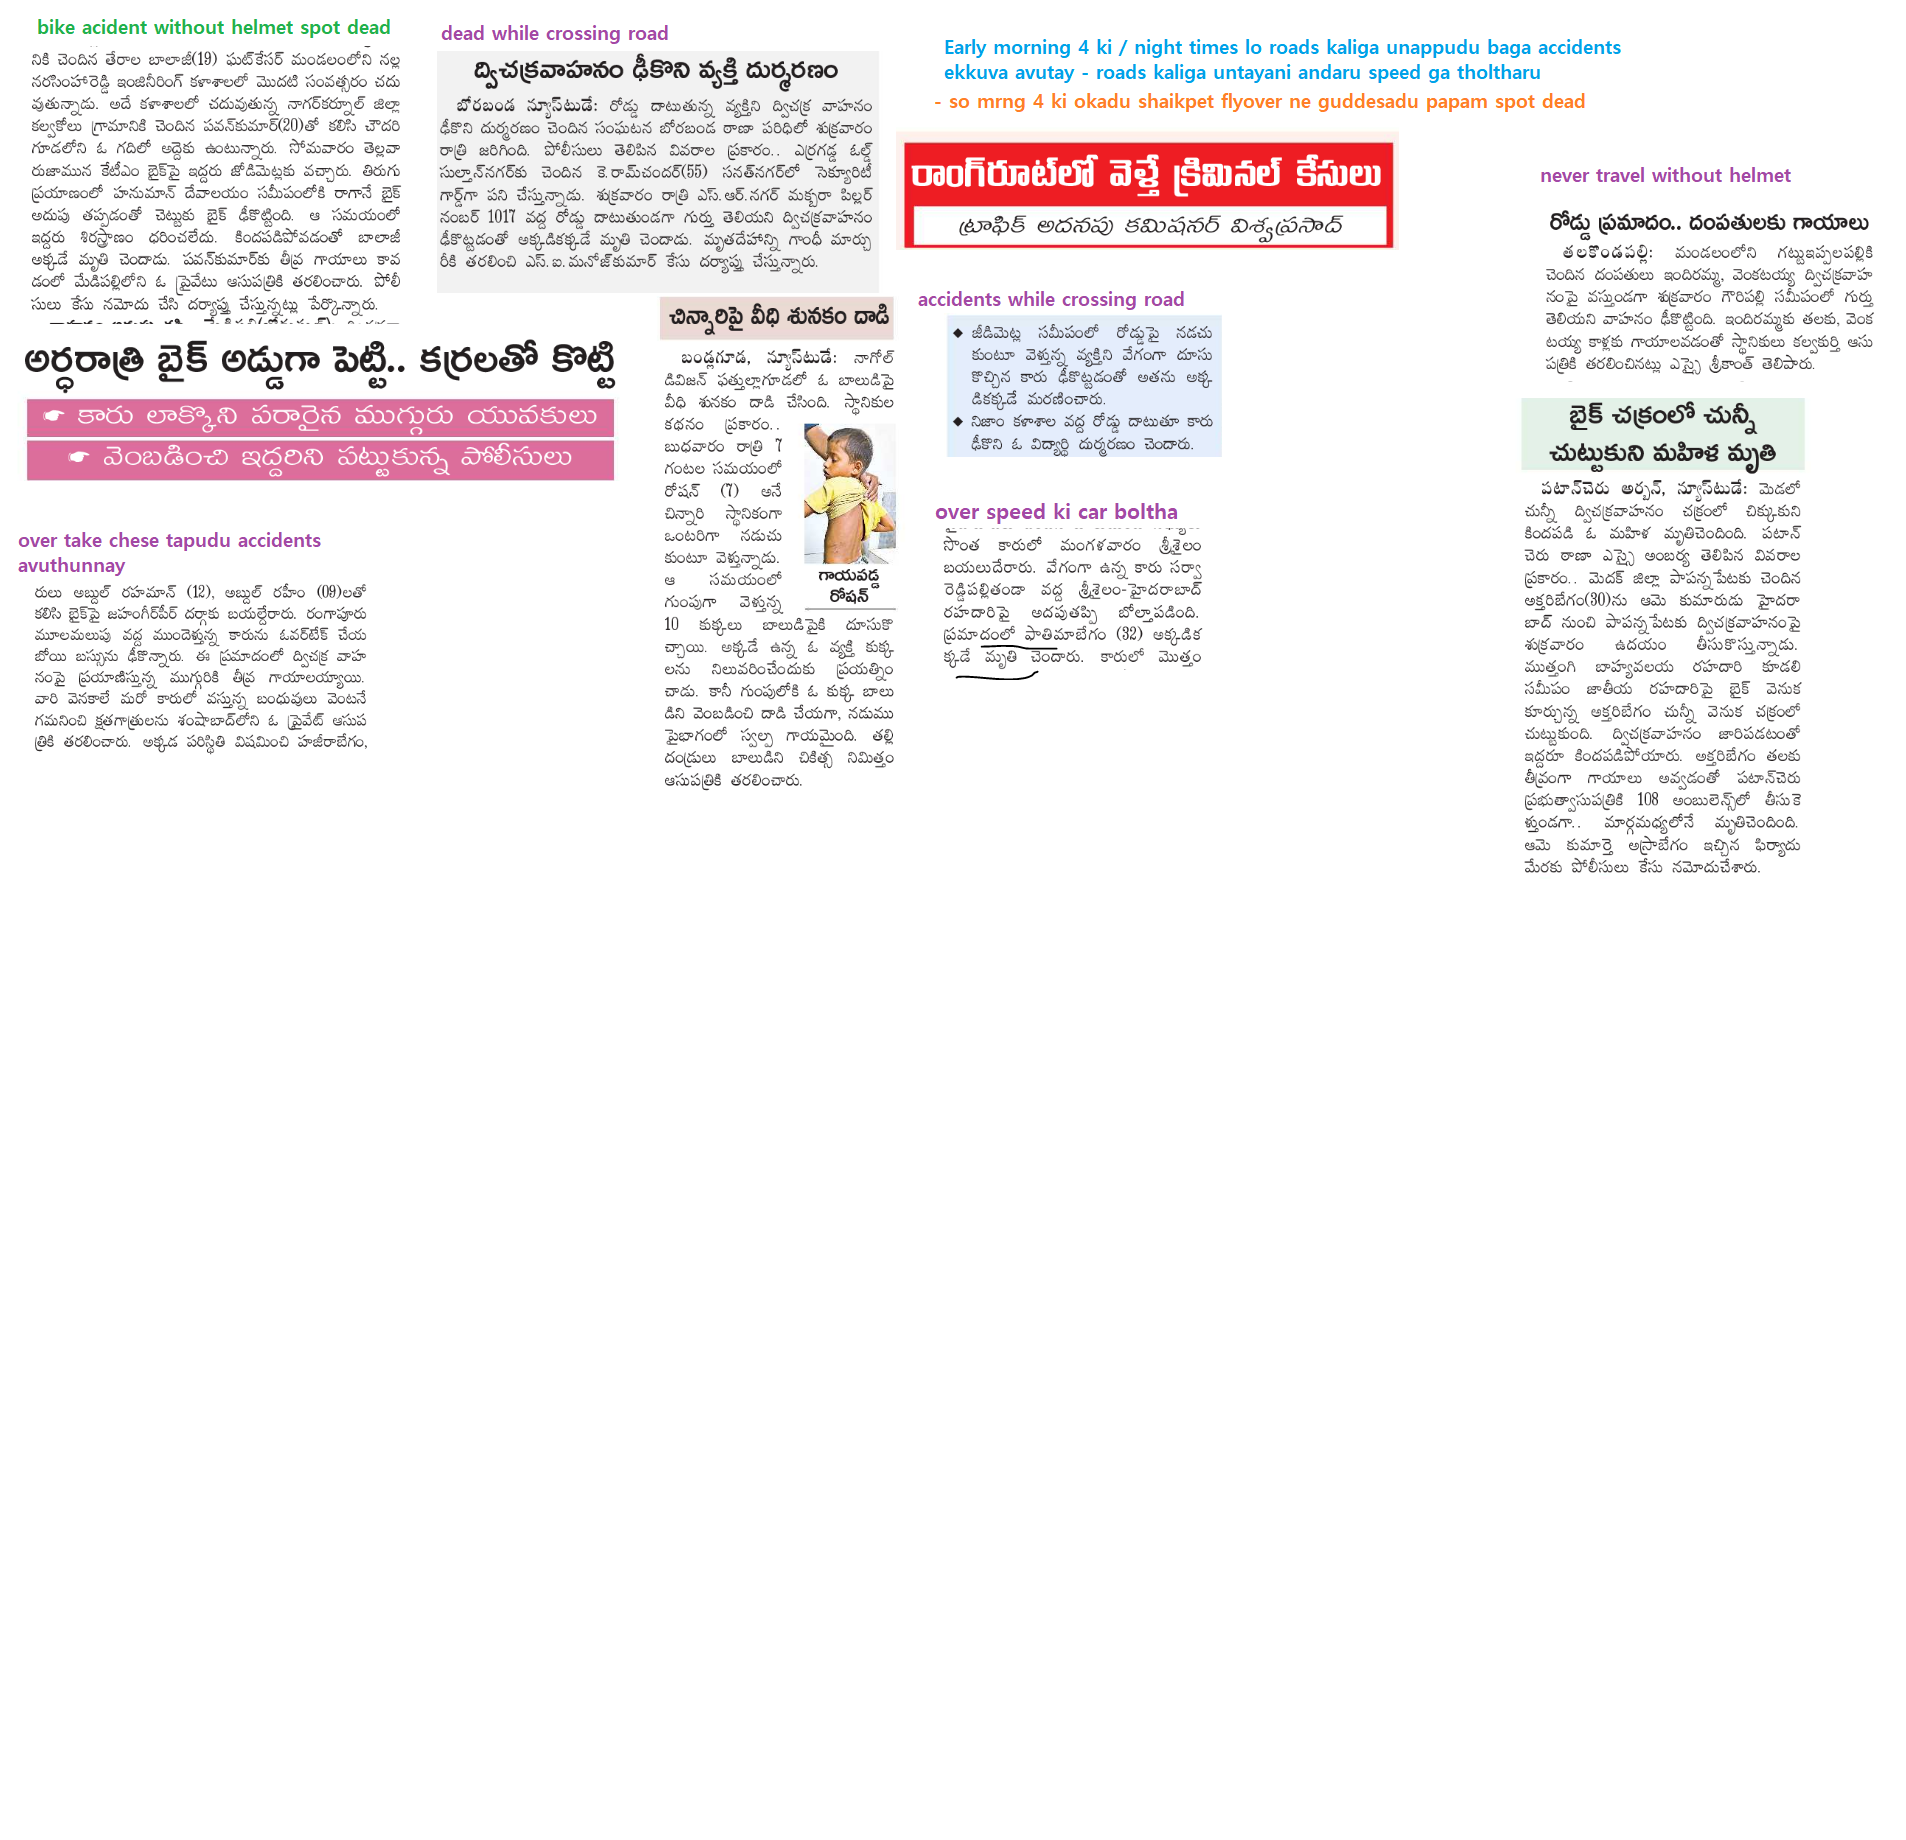 bike acident without helmet spot dead
నికి చెందిన తేరాల బాలాజీ(19) ఘట్‌కేసర్ మండలంలోని నల్ల
నరసింహారెడ్డి ఇంజినీరింగ్ కళాశాలలో మొదటి సంవత్సరం చదు
వుతున్నాడు. అదే కళాశాలలో చదువుతున్న నాగర్‌కర్నూల్ జిల్లా
కల్వకోలు గ్రామానికి చెందిన పవన్‌కుమార్(20)తో కలిసి చౌదరి
గూడలోని ఓ గదిలో అద్దెకు ఉంటున్నారు. సోమవారం తెల్లవా
రుజామున కేటీఎం బైక్‌పై ఇద్దరు జోడిమెట్లకు వచ్చారు. తిరుగు
ప్రయాణంలో హనుమాన్ దేవాలయం సమీపంలోకి రాగానే బైక్
అదుపు తప్పడంతో చెట్టుకు బైక్ ఢీకొట్టింది. ఆ సమయంలో
ఇద్దరు శిరస్త్రాణం ధరించలేదు. కిందపడిపోవడంతో బాలాజీ
అక్కడే మృతి చెందాడు. పవన్‌కుమార్‌కు తీవ్ర గాయాలు కావ
డంలో మేడిపల్లిలోని ఓ ప్రైవేటు ఆసుపత్రికి తరలించారు. పోలీ
సులు కేసు నమోదు చేసి దర్యాప్తు చేస్తున్నట్లు పేర్కొన్నారు.
dead while crossing road
ద్విచక్రవాహనం ఢీకొని వ్యక్తి దుర్మరణం
బోరబండ న్యూస్‌టుడే: రోడ్డు దాటుతున్న వ్యక్తిని ద్విచక్ర వాహనం
ఢీకొని దుర్మరణం చెందిన సంఘటన బోరబండ ఠాణా పరిధిలో శుక్రవారం
రాత్రి జరిగింది. పోలీసులు తెలిపిన వివరాల ప్రకారం.. ఎర్రగడ్డ ఓల్డ్
సుల్తాన్‌నగర్‌కు చెందిన కె.రామ్‌చందర్(55) సనత్‌నగర్‌లో సెక్యూరిటీ
గార్డ్‌గా పని చేస్తున్నాడు. శుక్రవారం రాత్రి ఎస్.ఆర్.నగర్ మక్బరా పిల్లర్
నంబర్ 1017 వద్ద రోడ్డు దాటుతుండగా గుర్తు తెలియని ద్విచక్రవాహనం
ఢీకొట్టడంతో అక్కడికక్కడే మృతి చెందాడు. మృతదేహాన్ని గాంధీ మార్చు
రీకి తరలించి ఎస్.ఐ.మనోజ్‌కుమార్ కేసు దర్యాప్తు చేస్తున్నారు.
Early morning 4 ki / night times lo roads kaliga unappudu baga accidents
ekkuva avutay - roads kaliga untayani andaru speed ga tholtharu
- so mrng 4 ki okadu shaikpet flyover ne guddesadu papam spot dead
రాంగ్‌రూట్‌లో వెళ్తే క్రిమినల్ కేసులు
ట్రాఫిక్ అదనపు కమిషనర్ విశ్వప్రసాద్
never travel without helmet
రోడ్డు ప్రమాదం.. దంపతులకు గాయాలు
తలకొండపల్లి: మండలంలోని గట్టుఇప్పలపల్లికి
చెందిన దంపతులు ఇందిరమ్మ, వెంకటయ్య ద్విచక్రవాహ
నంపై వస్తుండగా శుక్రవారం గౌరిపల్లి సమీపంలో గుర్తు
తెలియని వాహనం ఢీకొట్టింది. ఇందిరమ్మకు తలకు, వెంక
టయ్య కాళ్లకు గాయాలవడంతో స్థానికులు కల్వకుర్తి ఆసు
పత్రికి తరలించినట్లు ఎస్సై శ్రీకాంత్ తెలిపారు.
అర్ధరాత్రి బైక్ అడ్డుగా పెట్టి.. కర్రలతో కొట్టి
☛ కారు లాక్కొని పరారైన ముగ్గురు యువకులు
☛ వెంబడించి ఇద్దరిని పట్టుకున్న పోలీసులు
చిన్నారిపై వీధి శునకం దాడి
బండ్లగూడ, న్యూస్‌టుడే: నాగోల్
డివిజన్ ఫత్తుల్లాగూడలో ఓ బాలుడిపై
వీధి శునకం దాడి చేసింది. స్థానికుల
కథనం ప్రకారం..
బుధవారం రాత్రి 7
గంటల సమయంలో
రోషన్ (7) అనే
చిన్నారి స్థానికంగా
ఒంటరిగా నడుచు
కుంటూ వెళ్తున్నాడు.
ఆ సమయంలో
గుంపుగా వెళ్తున్న
10 కుక్కలు బాలుడిపైకి దూసుకొ
చ్చాయి. అక్కడే ఉన్న ఓ వ్యక్తి కుక్క
లను నిలువరించేందుకు ప్రయత్నిం
చాడు. కానీ గుంపులోకి ఓ కుక్క బాలు
డిని వెంబడించి దాడి చేయగా, నడుము
పైభాగంలో స్వల్ప గాయమైంది. తల్లి
దండ్రులు బాలుడిని చికిత్స నిమిత్తం
ఆసుపత్రికి తరలించారు.
గాయపడ్డ
రోషన్
accidents while crossing road
◆ జీడిమెట్ల సమీపంలో రోడ్డుపై నడచు
కుంటూ వెళ్తున్న వ్యక్తిని వేగంగా దూసు
కొచ్చిన కారు ఢీకొట్టడంతో అతను అక్క
డికక్కడే మరణించారు.
◆ నిజాం కళాశాల వద్ద రోడ్డు దాటుతూ కారు
ఢీకొని ఓ విద్యార్థి దుర్మరణం చెందారు.
over speed ki car boltha
సొంత కారులో మంగళవారం శ్రీశైలం
బయలుదేరారు. వేగంగా ఉన్న కారు సర్వా
రెడ్డిపల్లితండా వద్ద శ్రీశైలం-హైదరాబాద్
రహదారిపై అదపుతప్పి బోల్తాపడింది.
ప్రమాదంలో ఫాతిమాబేగం (32) అక్కడిక
క్కడే మృతి చెందారు. కారులో మొత్తం
over take chese tapudu accidents
avuthunnay
రులు అబ్దుల్ రహమాన్ (12), అబ్దుల్ రహీం (09)లతో
కలిసి బైక్‌పై జహంగీర్‌పీర్ దర్గాకు బయల్దేరారు. రంగాపూరు
మూలమలుపు వద్ద ముందెళ్తున్న కారును ఓవర్‌టేక్ చేయ
బోయి బస్సును ఢీకొన్నారు. ఈ ప్రమాదంలో ద్విచక్ర వాహ
నంపై ప్రయాణిస్తున్న ముగ్గరికి తీవ్ర గాయాలయ్యాయి.
వారి వెనకాలే మరో కారులో వస్తున్న బంధువులు వెంటనే
గమనించి క్షతగాత్రులను శంషాబాద్‌లోని ఓ ప్రైవేట్ ఆసుప
త్రికి తరలించారు. అక్కడ పరిస్థితి విషమించి హజీరాబేగం,
బైక్ చక్రంలో చున్నీ
చుట్టుకుని మహిళ మృతి
పటాన్‌చెరు అర్బన్, న్యూస్‌టుడే: మెడలో
చున్నీ ద్విచక్రవాహనం చక్రంలో చిక్కుకుని
కిందపడి ఓ మహిళ మృతిచెందింది. పటాన్
చెరు ఠాణా ఎస్సై అంబర్య తెలిపిన వివరాల
ప్రకారం.. మెదక్ జిల్లా పాపన్నపేటకు చెందిన
అక్తరిబేగం(30)ను ఆమె కుమారుడు హైదరా
బాద్ నుంచి పాపన్నపేటకు ద్విచక్రవాహనంపై
శుక్రవారం ఉదయం తీసుకొస్తున్నాడు.
ముత్తంగి బాహ్యవలయ రహదారి కూడలి
సమీపం జాతీయ రహదారిపై బైక్ వెనుక
కూర్చున్న అక్తరిబేగం చున్నీ వెనుక చక్రంలో
చుట్టుకుంది. ద్విచక్రవాహనం జారిపడటంతో
ఇద్దరూ కిందపడిపోయారు. అక్తరిబేగం తలకు
తీవ్రంగా గాయాలు అవ్వడంతో పటాన్‌చెరు
ప్రభుత్వాసుపత్రికి 108 అంబులెన్స్‌లో తీసుకె
ళ్తుండగా.. మార్గమధ్యలోనే మృతిచెందింది.
ఆమె కుమార్తె అస్రాబేగం ఇచ్చిన ఫిర్యాదు
మేరకు పోలీసులు కేసు నమోదుచేశారు.